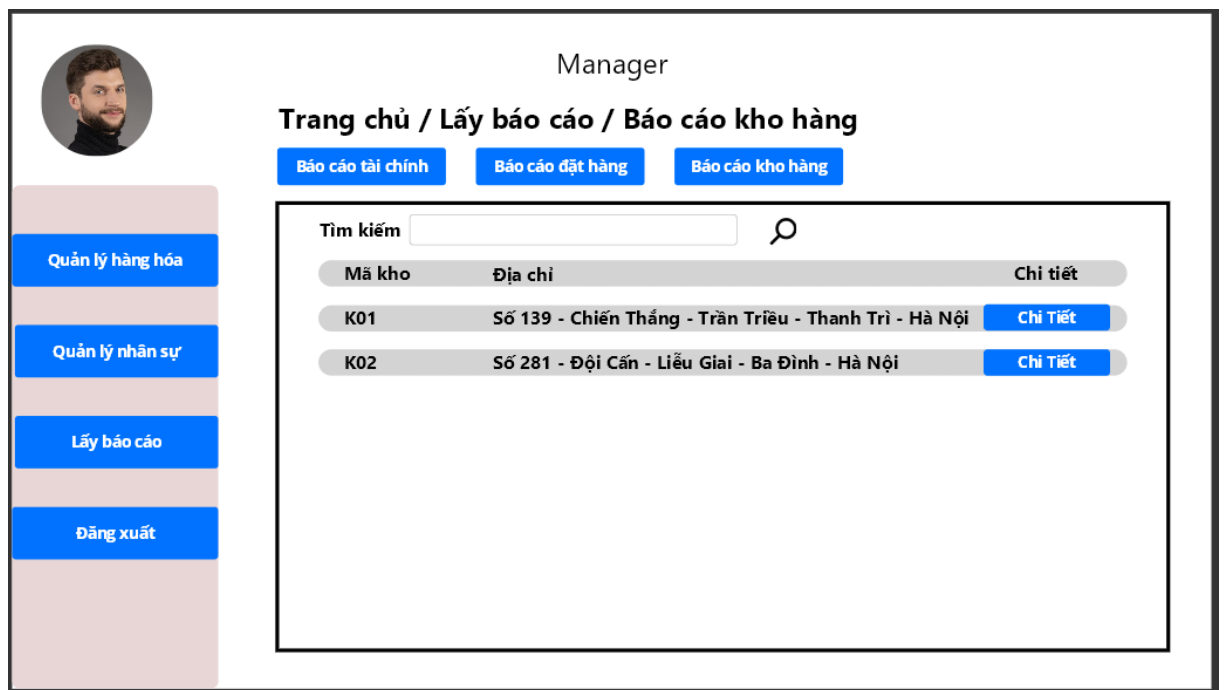 Manager
Trang chủ / Lấy báo cáo / Báo cáo kho hàng
Báo cáo tài chính Báo cáo đặt hàng Báo cáo kho hàng
Tìm kiếm
Mã kho Địa chỉ Chi tiết
K01 Số 139 - Chiến Thắng - Trần Triều - Thanh Trì - Hà Nội Chi Tiết
K02 Số 281 - Đội Cấn - Liễu Giai - Ba Đình - Hà Nội Chi Tiết
Quản lý hàng hóa
Quản lý nhân sự
Lấy báo cáo
Đăng xuất